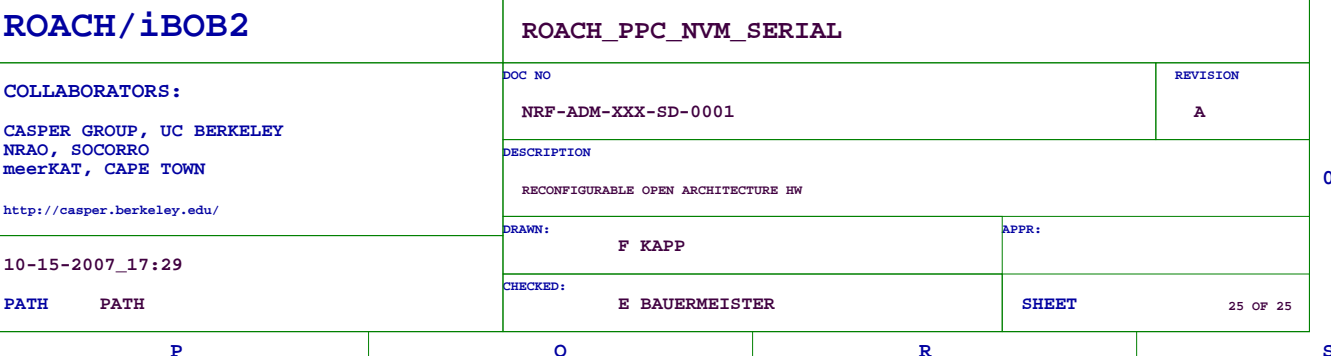 ROACH/iBOB2
ROACH_PPC_NVM_SERIAL
COLLABORATORS:
CASPER GROUP, UC BERKELEY
NRAO, SOCORRO
meerKAT, CAPE TOWN
http://casper.berkeley.edu/
10-15-2007_17:29
PATH PATH
DOC NO
NRF-ADM-XXX-SD-0001
REVISION
A
DESCRIPTION
RECONFIGURABLE OPEN ARCHITECTURE HW
DRAWN:
F KAPP
APPR:
CHECKED:
E BAUERMEISTER
SHEET 25 OF 25
0
P Q R S